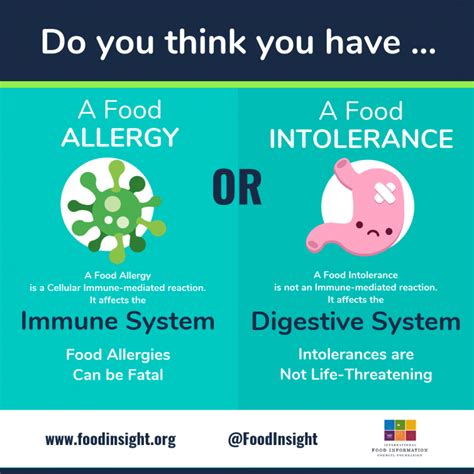 Do you think you have ...
A Food
ALLERGY
A Food Allergy
is a Cellular Immune-mediated reaction.
It affects the
Immune System
Food Allergies
Can be Fatal
OR
A Food
INTOLERANCE
A Food Intolerance
is not an Immune-mediated reaction.
It affects the
Digestive System
Intolerances are
Not Life-Threatening
www.foodinsight.org
@FoodInsight
INTERNATIONAL
FOOD INFORMATION
COUNCIL FOUNDATION